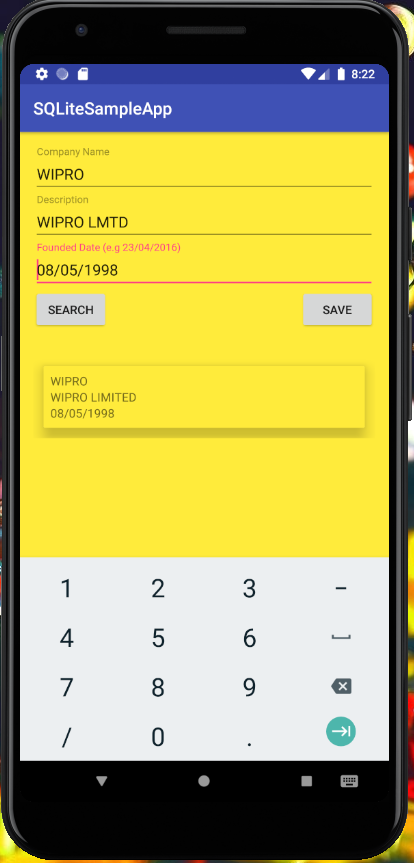 8:22
SQLiteSampleApp
Company Name
WIPRO
Description
WIPRO LMTD
Founded Date (e.g 23/04/2016)
08/05/1998
SEARCH SAVE
WIPRO
WIPRO LIMITED
08/05/1998
1 2 3 -
4 5 6
7 8 9
/ 0 .